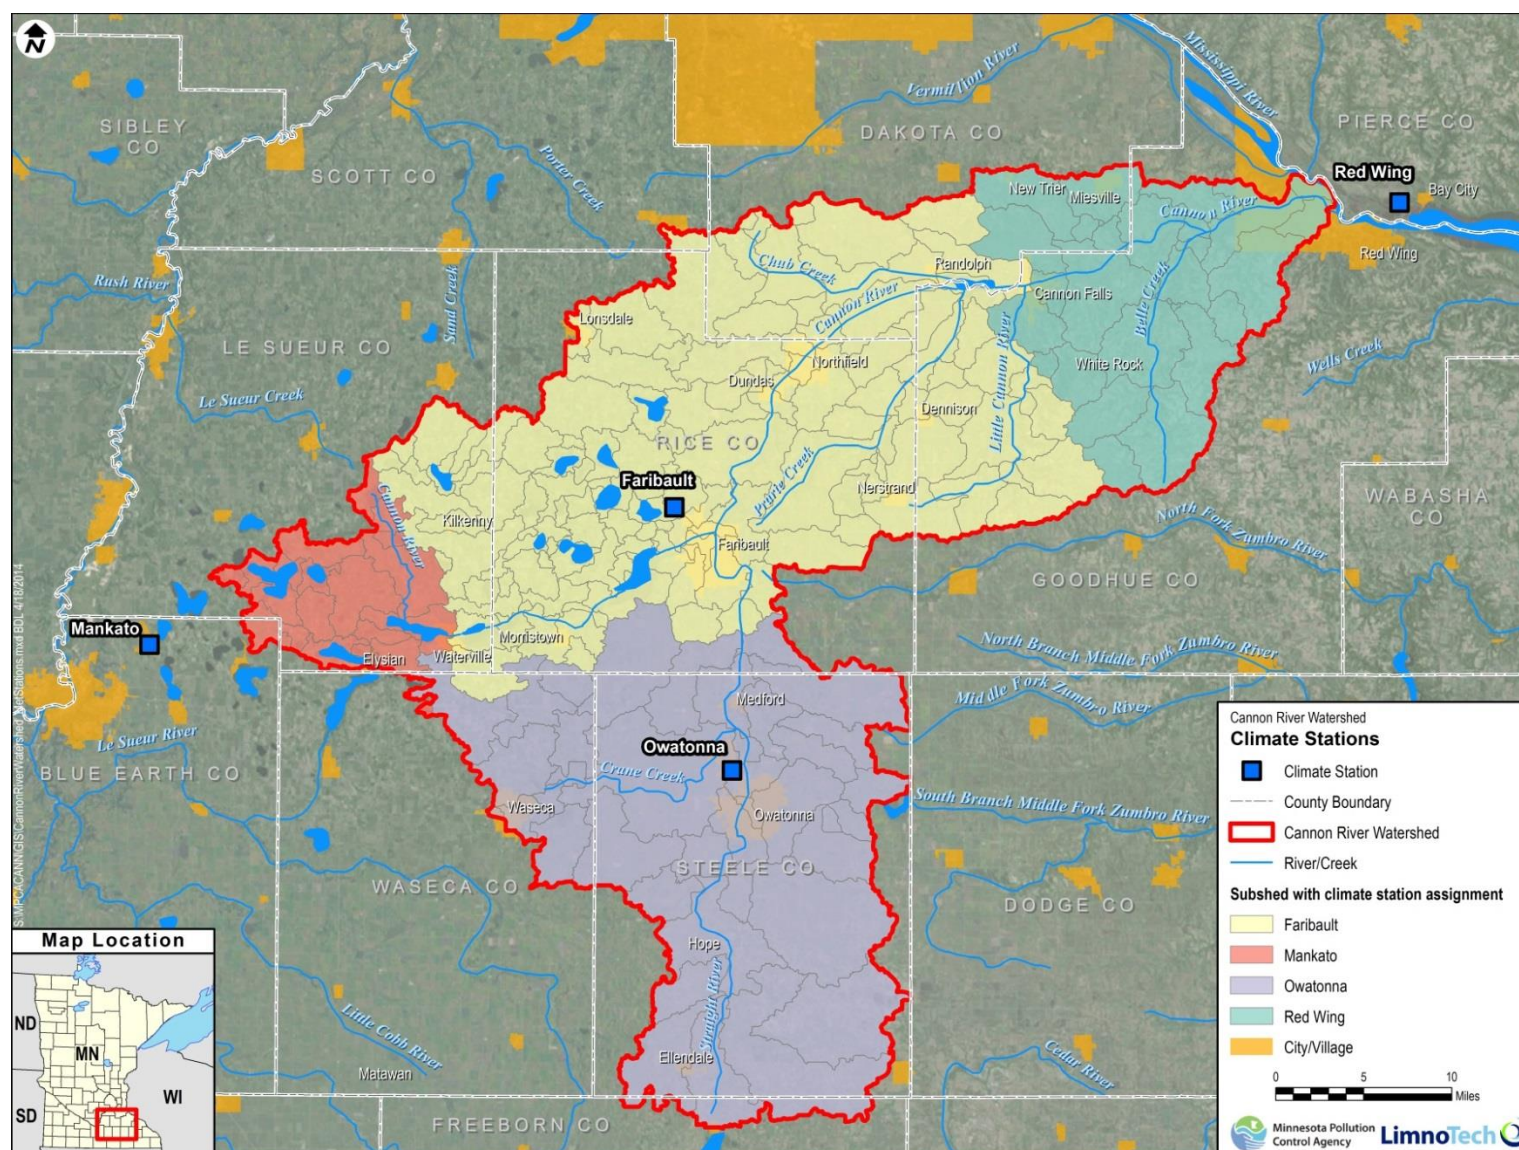 N
SIBLEY
CO
SCOTT CO
Porter Creek
Vermillion River
DAKOTA CO
Mississippi
River
PIERCE CO
Red Wing
Bay City
New Trier
Miesville
Cannon River
Red Wing
Rush River
Sand Creek
Chub Creek
Randolph
Cannon River
Cannon Falls
Belle Creek
Lonsdale
LE SUEUR CO
Northfield
Dundas
White Rock
Wells Creek
Le Sueur Creek
Little Cannon River
Dennison
RICE CO
Faribault
Prairie Creek
Nerstrand
WABASHA
CO
Cannon River
Kilkenny
Faribault
North Fork Zumbro River
GOODHUE CO
Mankato
Morristown
Elysian
Waterville
North Branch Middle Fork Zumbro River
Medford
Middle Fork Zumbro River
Le Sueur River
BLUE EARTH CO
Owatonna
Crane Creek
Waseca
Owatonna
South Branch Middle Fork Zumbro River
STEELE CO
WASECA CO
DODGE CO
Hope
Straight River
Ellendale
Little Cobb River
Matawan
Cedar River
FREEBORN CO
Cannon River Watershed
Climate Stations
Climate Station
County Boundary
Cannon River Watershed
River/Creek
Subshed with climate station assignment
Faribault
Mankato
Owatonna
Red Wing
City/Village
0 5 10
Miles
Minnesota Pollution
Control Agency
LimnoTech
Map Location
ND
MN
SD
WI